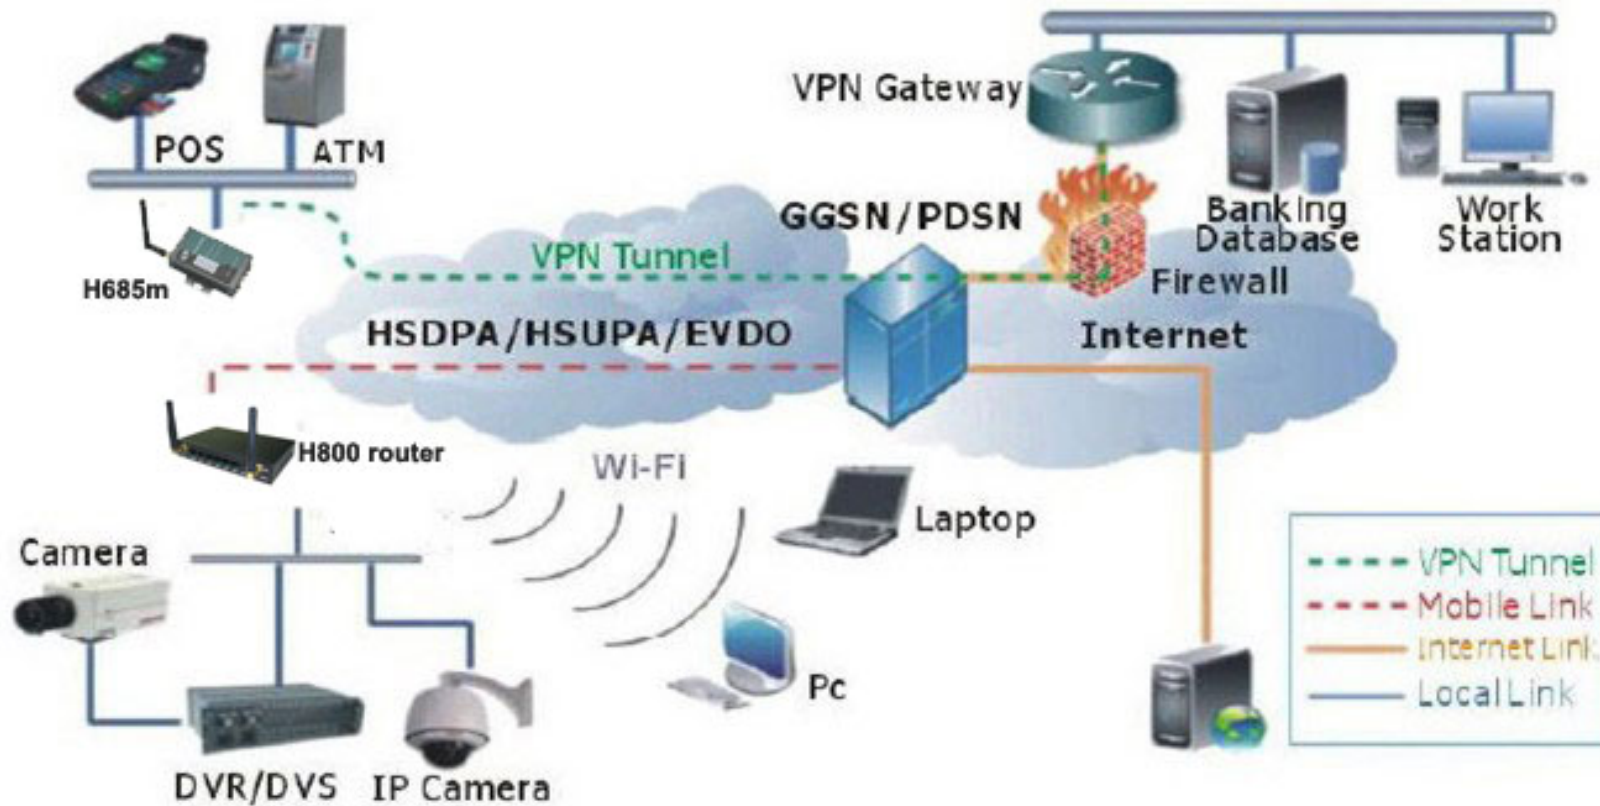 VPN Gateway
POS
ATM
GGSN/PDSN
Banking
Database
Work
Station
VPN Tunnel
Firewall
H685m
HSDPA/HSUPA/EVDO
Internet
H800 router
Wi-Fi
Laptop
Camera
Pc
DVR/DVS
IP Camera
VPN Tunnel
Mobile Link
Internet Link
Local Link